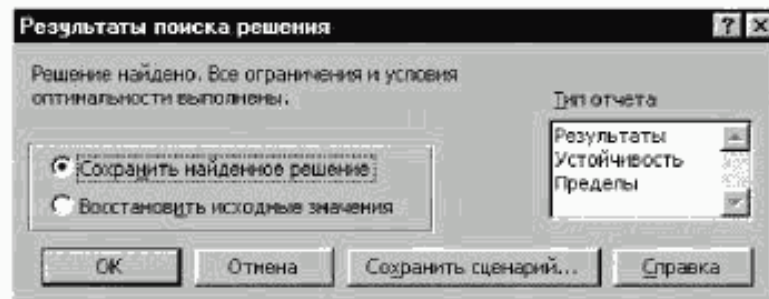 Результаты поиска решения
Решение найдено. Все ограничения и условия
оптимальности выполнены.
Тип отчета
Результаты
Устойчивость
Пределы
Сохранить найденное решение
Восстановить исходные значения
ОК
Отмена
Сохранить сценарий...
Справка